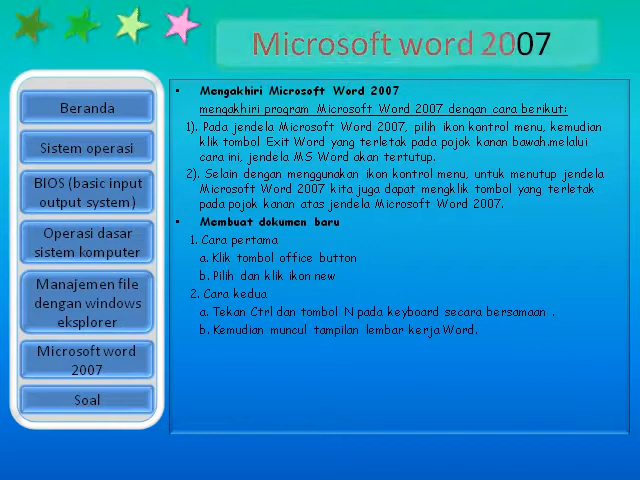 Microsoft word 2007
Beranda
Sistem operasi
BIOS (basic input
output system)
Operasi dasar
sistem komputer
Manajemen file
dengan windows
eksplorer
Microsoft word
2007
Soal
• Mengakhiri Microsoft Word 2007
mengakhiri program Microsoft Word 2007 dengan cara berikut:
1). Pada jendela Microsoft Word 2007, pilih ikon kontrol menu, kemudian
klik tombol Exit Word yang terletak pada pojok kanan bawah.melalui
cara ini, jendela MS Word akan tertutup.
2). Selain dengan menggunakan ikon kontrol menu, untuk menutup jendela
Microsoft Word 2007 kita juga dapat mengklik tombol yang terletak
pada pojok kanan atas jendela Microsoft Word 2007.
• Membuat dokumen baru
1. Cara pertama
a. Klik tombol office button
b. Pilih dan klik ikon new
2. Cara kedua
a. Tekan Ctrl dan tombol N pada keyboard secara bersamaan .
b. Kemudian muncul tampilan lembar kerja Word.